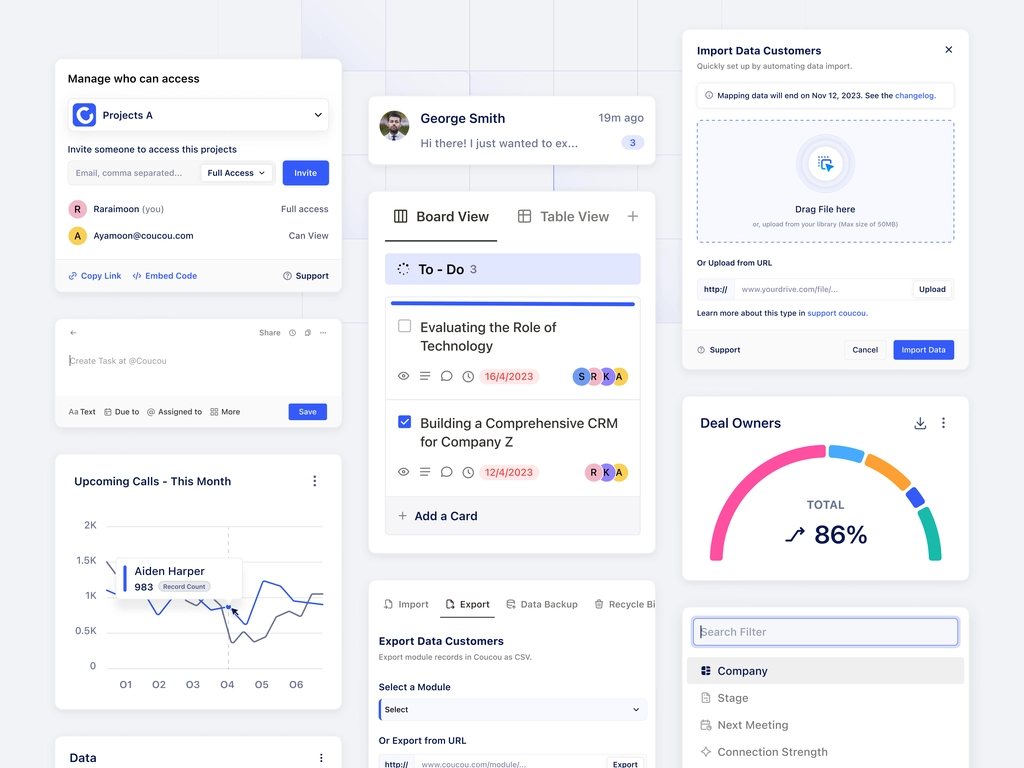 Manage who can access
Projects A
Invite someone to access this projects
Email, comma separated...
Full Access
Invite
R
Raraimoon (you)
Full access
A
Ayamoon@coucou.com
Can View
Copy Link
Embed Code
Support
Share
Create Task at @Coucou
Aa Text
Due to
Assigned to
More
Save
Upcoming Calls - This Month
2K
1.5K
1K
0.5K
0
Aiden Harper
983
Record Count
01
02
03
04
05
06
Data
George Smith
19m ago
Hi there! I just wanted to ex...
3
Board View
Table View
To - Do 3
Evaluating the Role of
Technology
16/4/2023
S
R
K
A
Building a Comprehensive CRM
for Company Z
12/4/2023
R
K
A
+ Add a Card
Import
Export
Data Backup
Recycle Bi
Export Data Customers
Export module records in Coucou as CSV.
Select a Module
Select
Or Export from URL
http://
www.coucou.com/module/...
Export
Import Data Customers
Quickly set up by automating data import.
Mapping data will end on Nov 12, 2023. See the changelog.
Drag File here
or, upload from your library (Max size of 50MB)
Or Upload from URL
http://
www.yourdrive.com/file/...
Upload
Learn more about this type in support coucou.
Support
Cancel
Import Data
Deal Owners
TOTAL
86%
Search Filter
Company
Stage
Next Meeting
Connection Strength